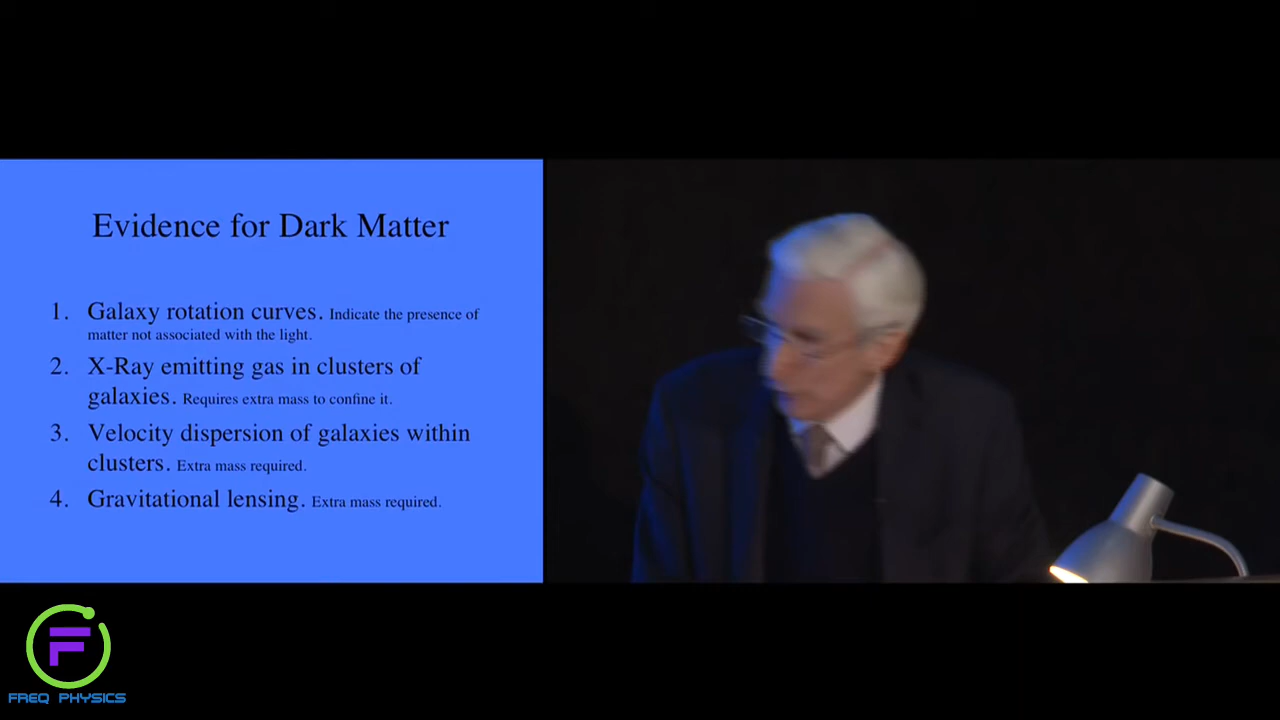 Evidence for Dark Matter
1. Galaxy rotation curves. Indicate the presence of
matter not associated with the light.
2. X-Ray emitting gas in clusters of
galaxies. Requires extra mass to confine it.
3. Velocity dispersion of galaxies within
clusters. Extra mass required.
4. Gravitational lensing. Extra mass required.
F
FREQ PHYSICS